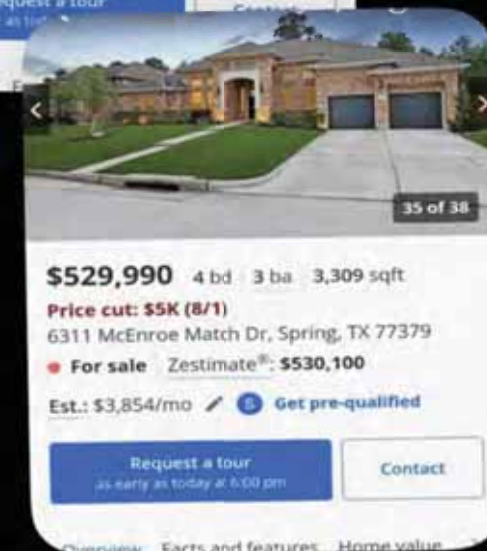 Request a tour
35 of 38
$529,990 4 bd 3 ba 3,309 sqft
Price cut: $5K (8/1)
6311 McEnroe Match Dr, Spring, TX 77379
For sale Zestimate®: $530,100
Est.: $3,854/mo $ Get pre-qualified
Request a tour Contact
as early as today at 6:00 pm
Overview Facts and features Home value